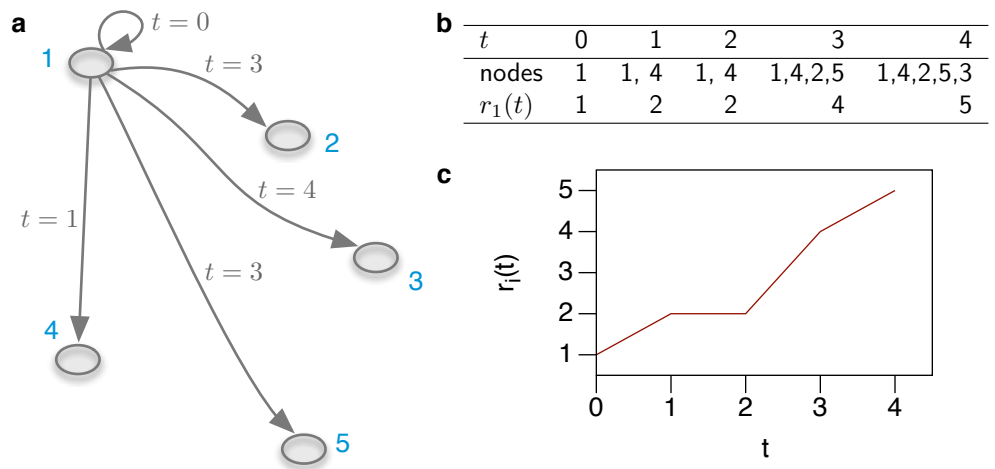 a
t = 0
1
t = 3
2
t = 4
t = 1
3
t = 3
4
5
b
t 0 1 2 3 4
nodes 1 1, 4 1, 4 1,4,2,5 1,4,2,5,3
r₁(t) 1 2 2 4 5
c
5
4
3
2
1
rᵢ(t)
0 1 2 3 4
t